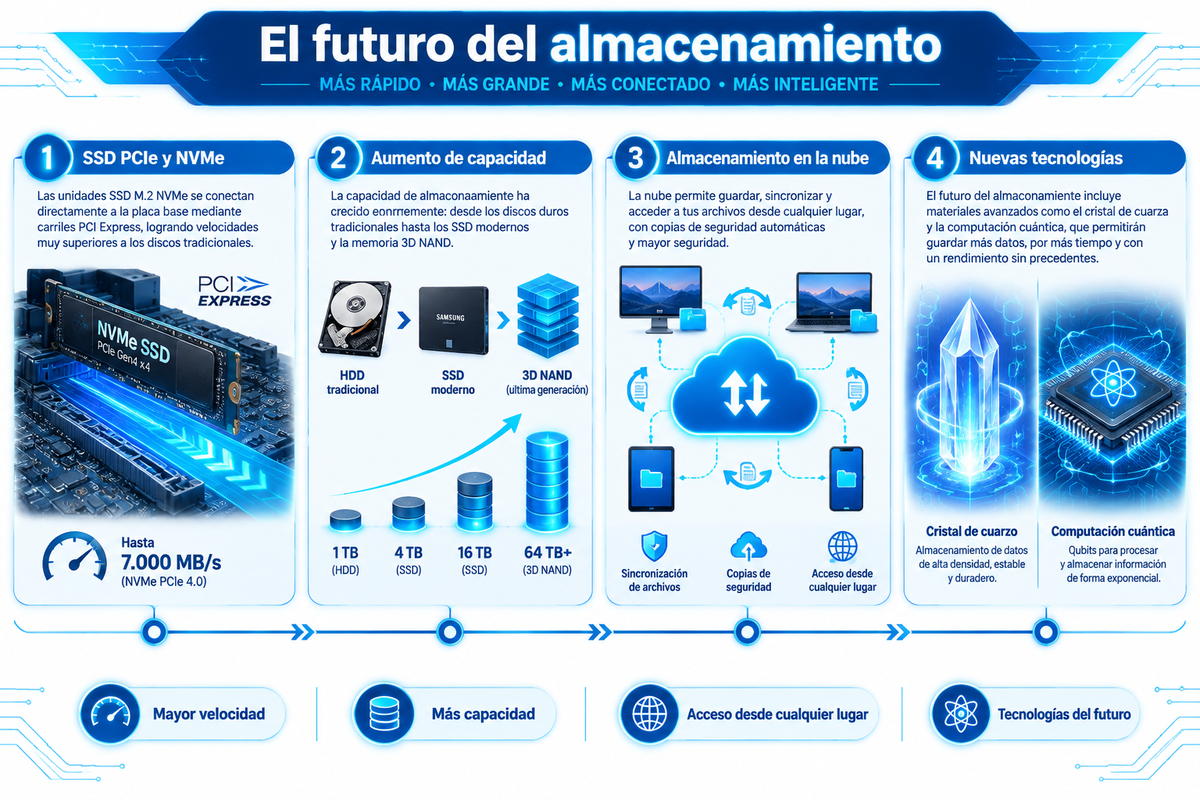 El futuro del almacenamiento
MÁS RÁPIDO • MÁS GRANDE • MÁS CONECTADO • MÁS INTELIGENTE
1 SSD PCIe y NVMe
Las unidades SSD M.2 NVMe se conectan
directamente a la placa base mediante
carriles PCI Express, logrando velocidades
muy superiores a los discos tradicionales.
PCI
EXPRESS
NVMe SSD
PCIe Gen4 x4
Hasta
7.000 MB/s
(NVMe PCIe 4.0)
2 Aumento de capacidad
La capacidad de almaconaamiente ha
crecido eonrmemente: desde los discos duros
tradicionales hasta los SSD modernos
y la memoria 3D NAND.
SAMSUNG
HDD
tradicional
SSD
moderno
3D NAND
(ultima generación)
1 TB
(HDD)
4 TB
(SSD)
16 TB
(SSD)
64 TB+
(3D NAND)
3 Almacenamiento en la nube
La nube permite guardar, sincronizar y
acceder a tus archivos desde cualquier lugar,
con copias de seguridad automáticas
y mayor seguridad.
Sincronización
de archivos
Copias de
seguridad
Acceso desde
cualquier lugar
4 Nuevas tecnologías
El futuro del almaconamiente incluye
materiales avanzados como el cristal de cuarza
y la computación cuántica, que permitirán
guardar más datos, por más tiempo y con
un rendimiento sin precedentes.
Cristal de cuarzo
Almacenamiento de datos
de alta densidad, estable
y duradero.
Computación cuántica
Qubits para procesar
y almacenar información
de forma exponencial.
Mayor velocidad
Más capacidad
Acceso desde cualquier lugar
Tecnologías del futuro